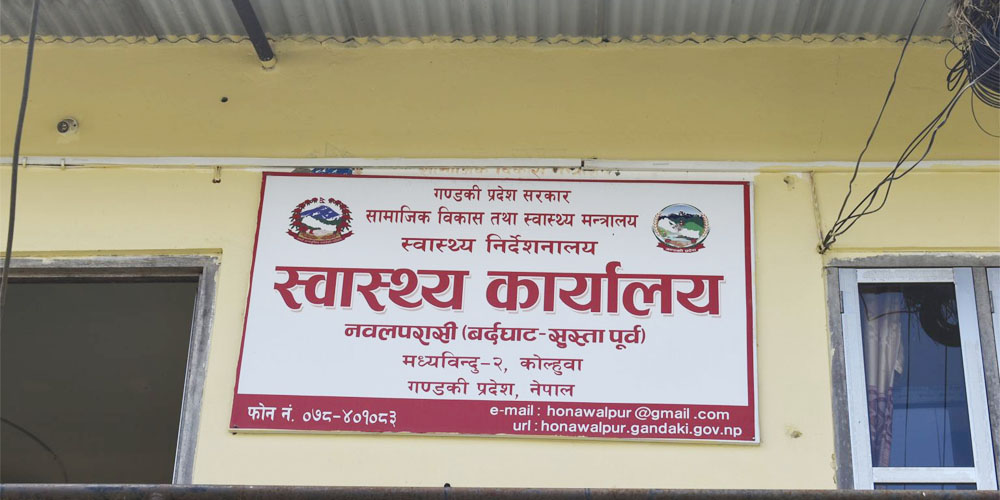 गण्डकी प्रदेश सरकार
सामाजिक विकास तथा स्वास्थ्य मन्त्रालय
स्वास्थ्य निर्देशनालय
स्वास्थ्य कार्यालय
नवलपरासी (बर्दघाट-सुस्ता पूर्व)
मध्यविन्दु-२, कोल्हुवा
गण्डकी प्रदेश, नेपाल
फोन नं. ०७८-४०१०८३
e-mail : honawalpur@gmail.com
url : honawalpur.gandaki.gov.np